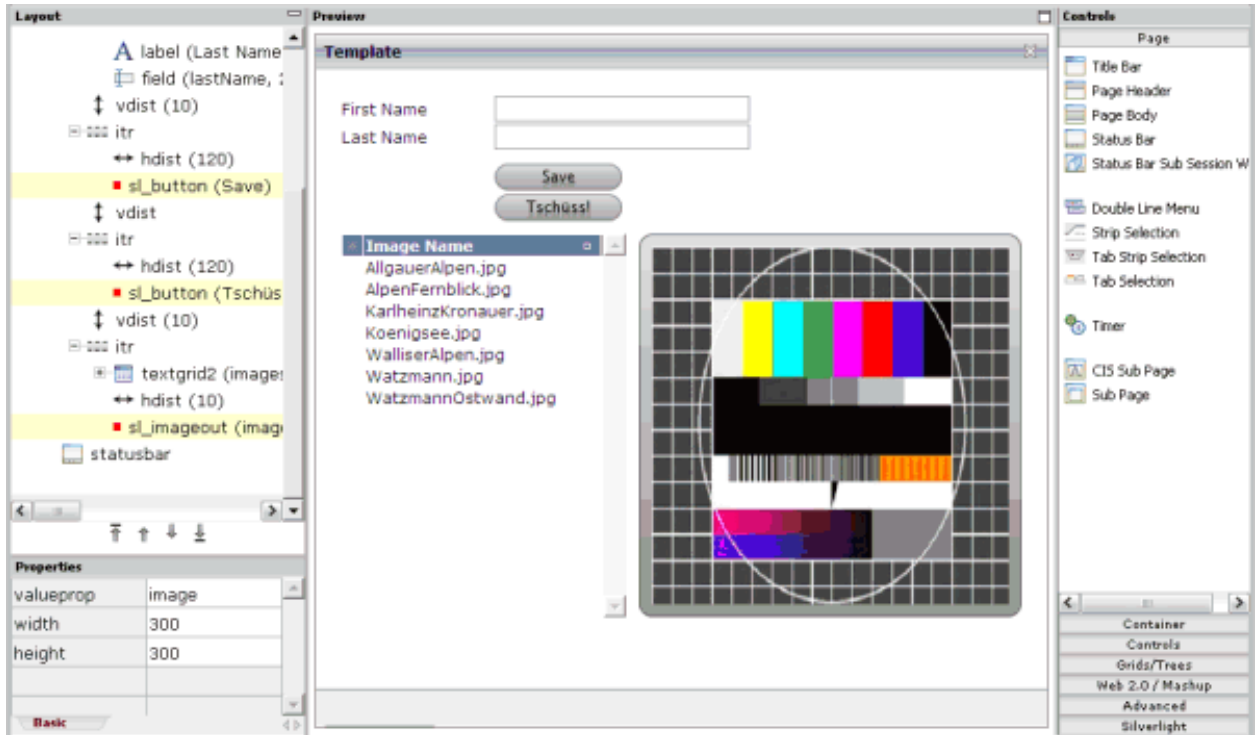 Layout
label (Last Name
field (lastName, 2
vdist (10)
itr
hdist (120)
sl_button (Save)
vdist
itr
hdist (120)
sl_button (Tschüs
vdist (10)
itr
textgrid2 (images
hdist (10)
sl_imageout (imag
statusbar
Properties
valueprop image
width 300
height 300
Basic
Preview
Template
First Name
Last Name
Save
Tschüss!
Image Name
AllgauerAlpen.jpg
AlpenFernblick.jpg
KarlheinzKronauer.jpg
Koenigsee.jpg
WalliserAlpen.jpg
Watzmann.jpg
WatzmannOstwand.jpg
Controls
Page
Title Bar
Page Header
Page Body
Status Bar
Status Bar Sub Session W
Double Line Menu
Strip Selection
Tab Strip Selection
Tab Selection
Timer
CIS Sub Page
Sub Page
Container
Controls
Grids/Trees
Web 2.0 / Mashup
Advanced
Silverlight